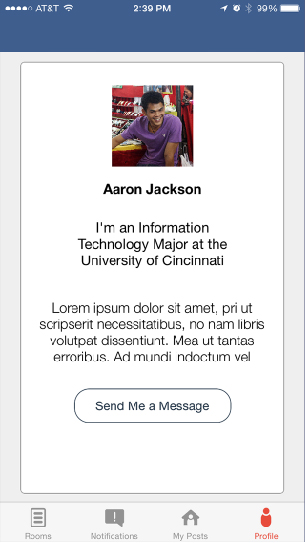 AT&T 2:39 PM 99%
Aaron Jackson
I'm an Information
Technology Major at the
University of Cincinnati
Lorem ipsum dolor sit amet, pri ut
scripserit necessitatibus, no nam libris
volutpat dissentiunt. Mea ut tantas
erroribus. Ad mundi indoctum vel
Send Me a Message
Rooms Notifications My Posts Profile